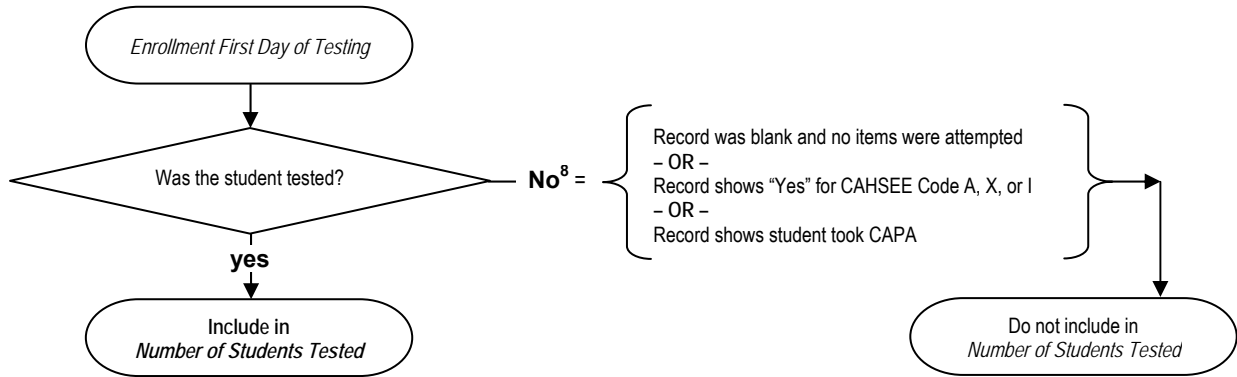 Enrollment First Day of Testing
Was the student tested?
No8 =
Record was blank and no items were attempted
– OR –
Record shows “Yes” for CAHSEE Code A, X, or I
– OR –
Record shows student took CAPA
yes
Include in
Number of Students Tested
Do not include in
Number of Students Tested